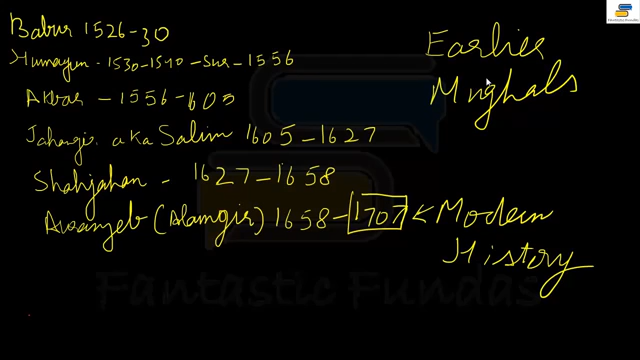 Babur 1526-30
Humayun - 1530-1540 - Sur - 1556
Akbar - 1556-1605
Jahangir aka Salim 1605-1627
Shahjahan - 1627-1658
Auranjeb (Alamgir) 1658-1707 < Modern History
Earlier
Mughals
Fantastic Fundas